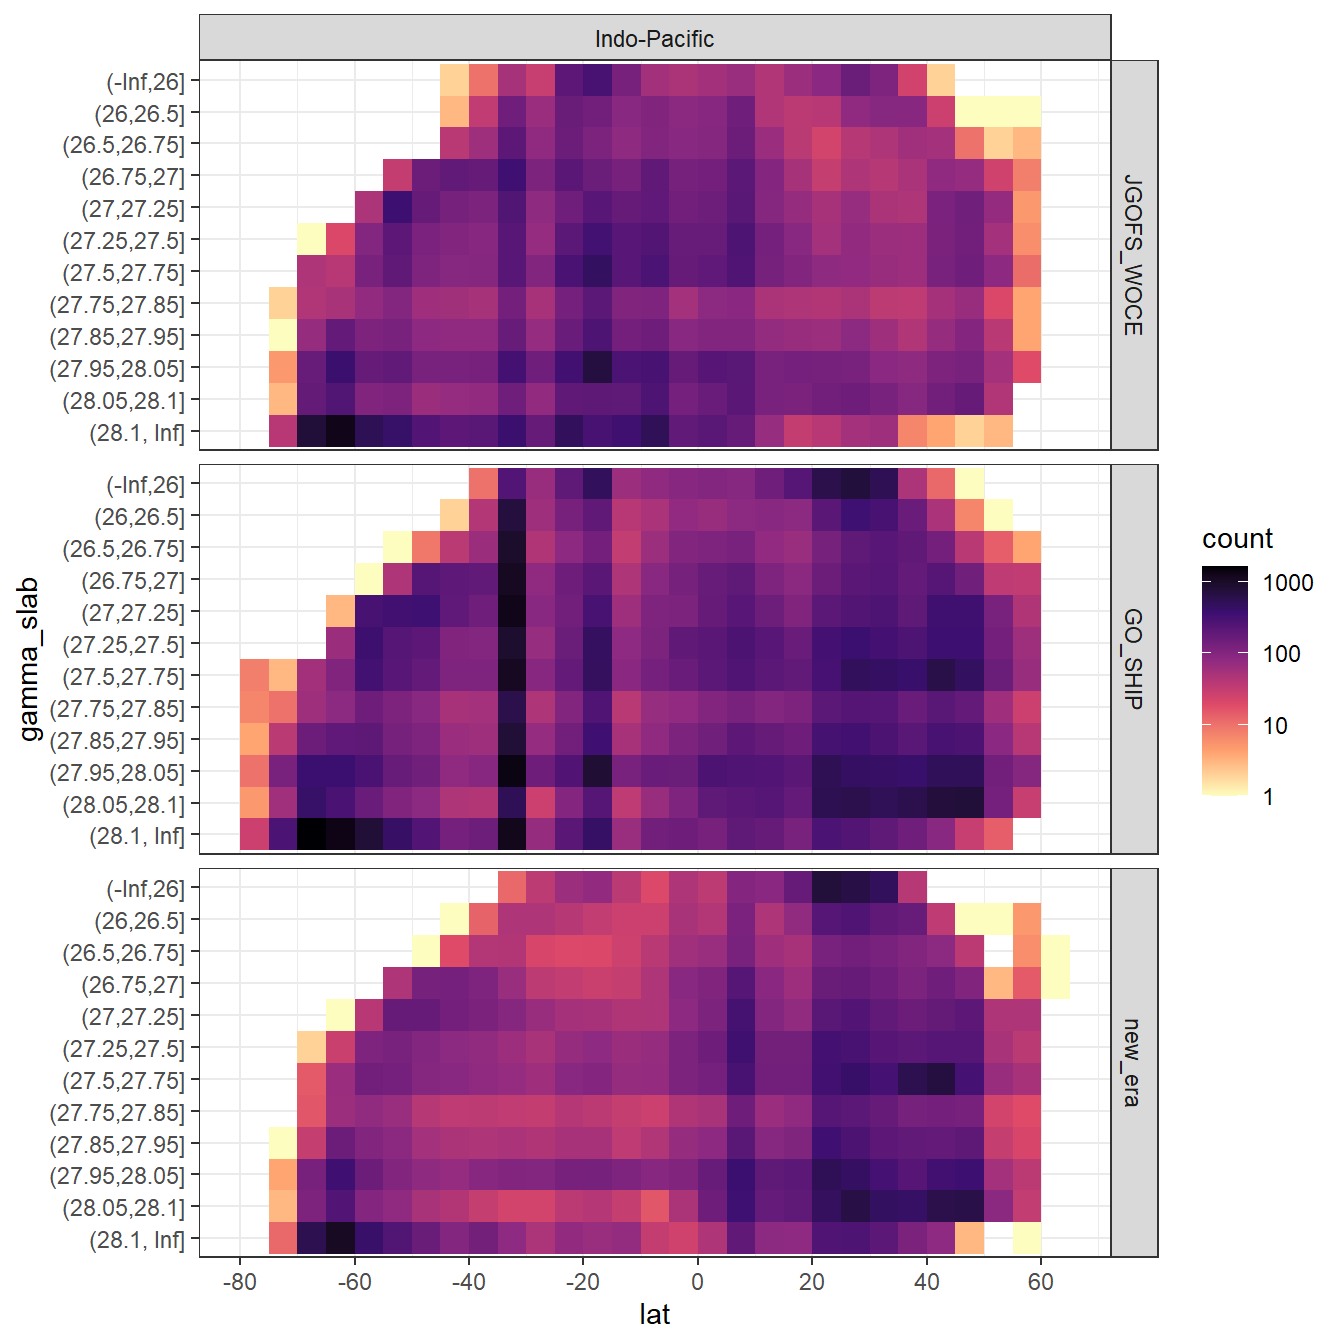 Indo-Pacific
(-Inf,26]
(26,26.5]
(26.5,26.75]
(26.75,27]
(27,27.25]
(27.25,27.5]
(27.5,27.75]
(27.75,27.85]
(27.85,27.95]
(27.95,28.05]
(28.05,28.1]
(28.1, Inf]
JGOFS_WOCE
(-Inf,26]
(26,26.5]
(26.5,26.75]
(26.75,27]
(27,27.25]
(27.25,27.5]
(27.5,27.75]
(27.75,27.85]
(27.85,27.95]
(27.95,28.05]
(28.05,28.1]
(28.1, Inf]
GO_SHIP
(-Inf,26]
(26,26.5]
(26.5,26.75]
(26.75,27]
(27,27.25]
(27.25,27.5]
(27.5,27.75]
(27.75,27.85]
(27.85,27.95]
(27.95,28.05]
(28.05,28.1]
(28.1, Inf]
new_era
gamma_slab
-80 -60 -40 -20 0 20 40 60
lat
count
1000
100
10
1